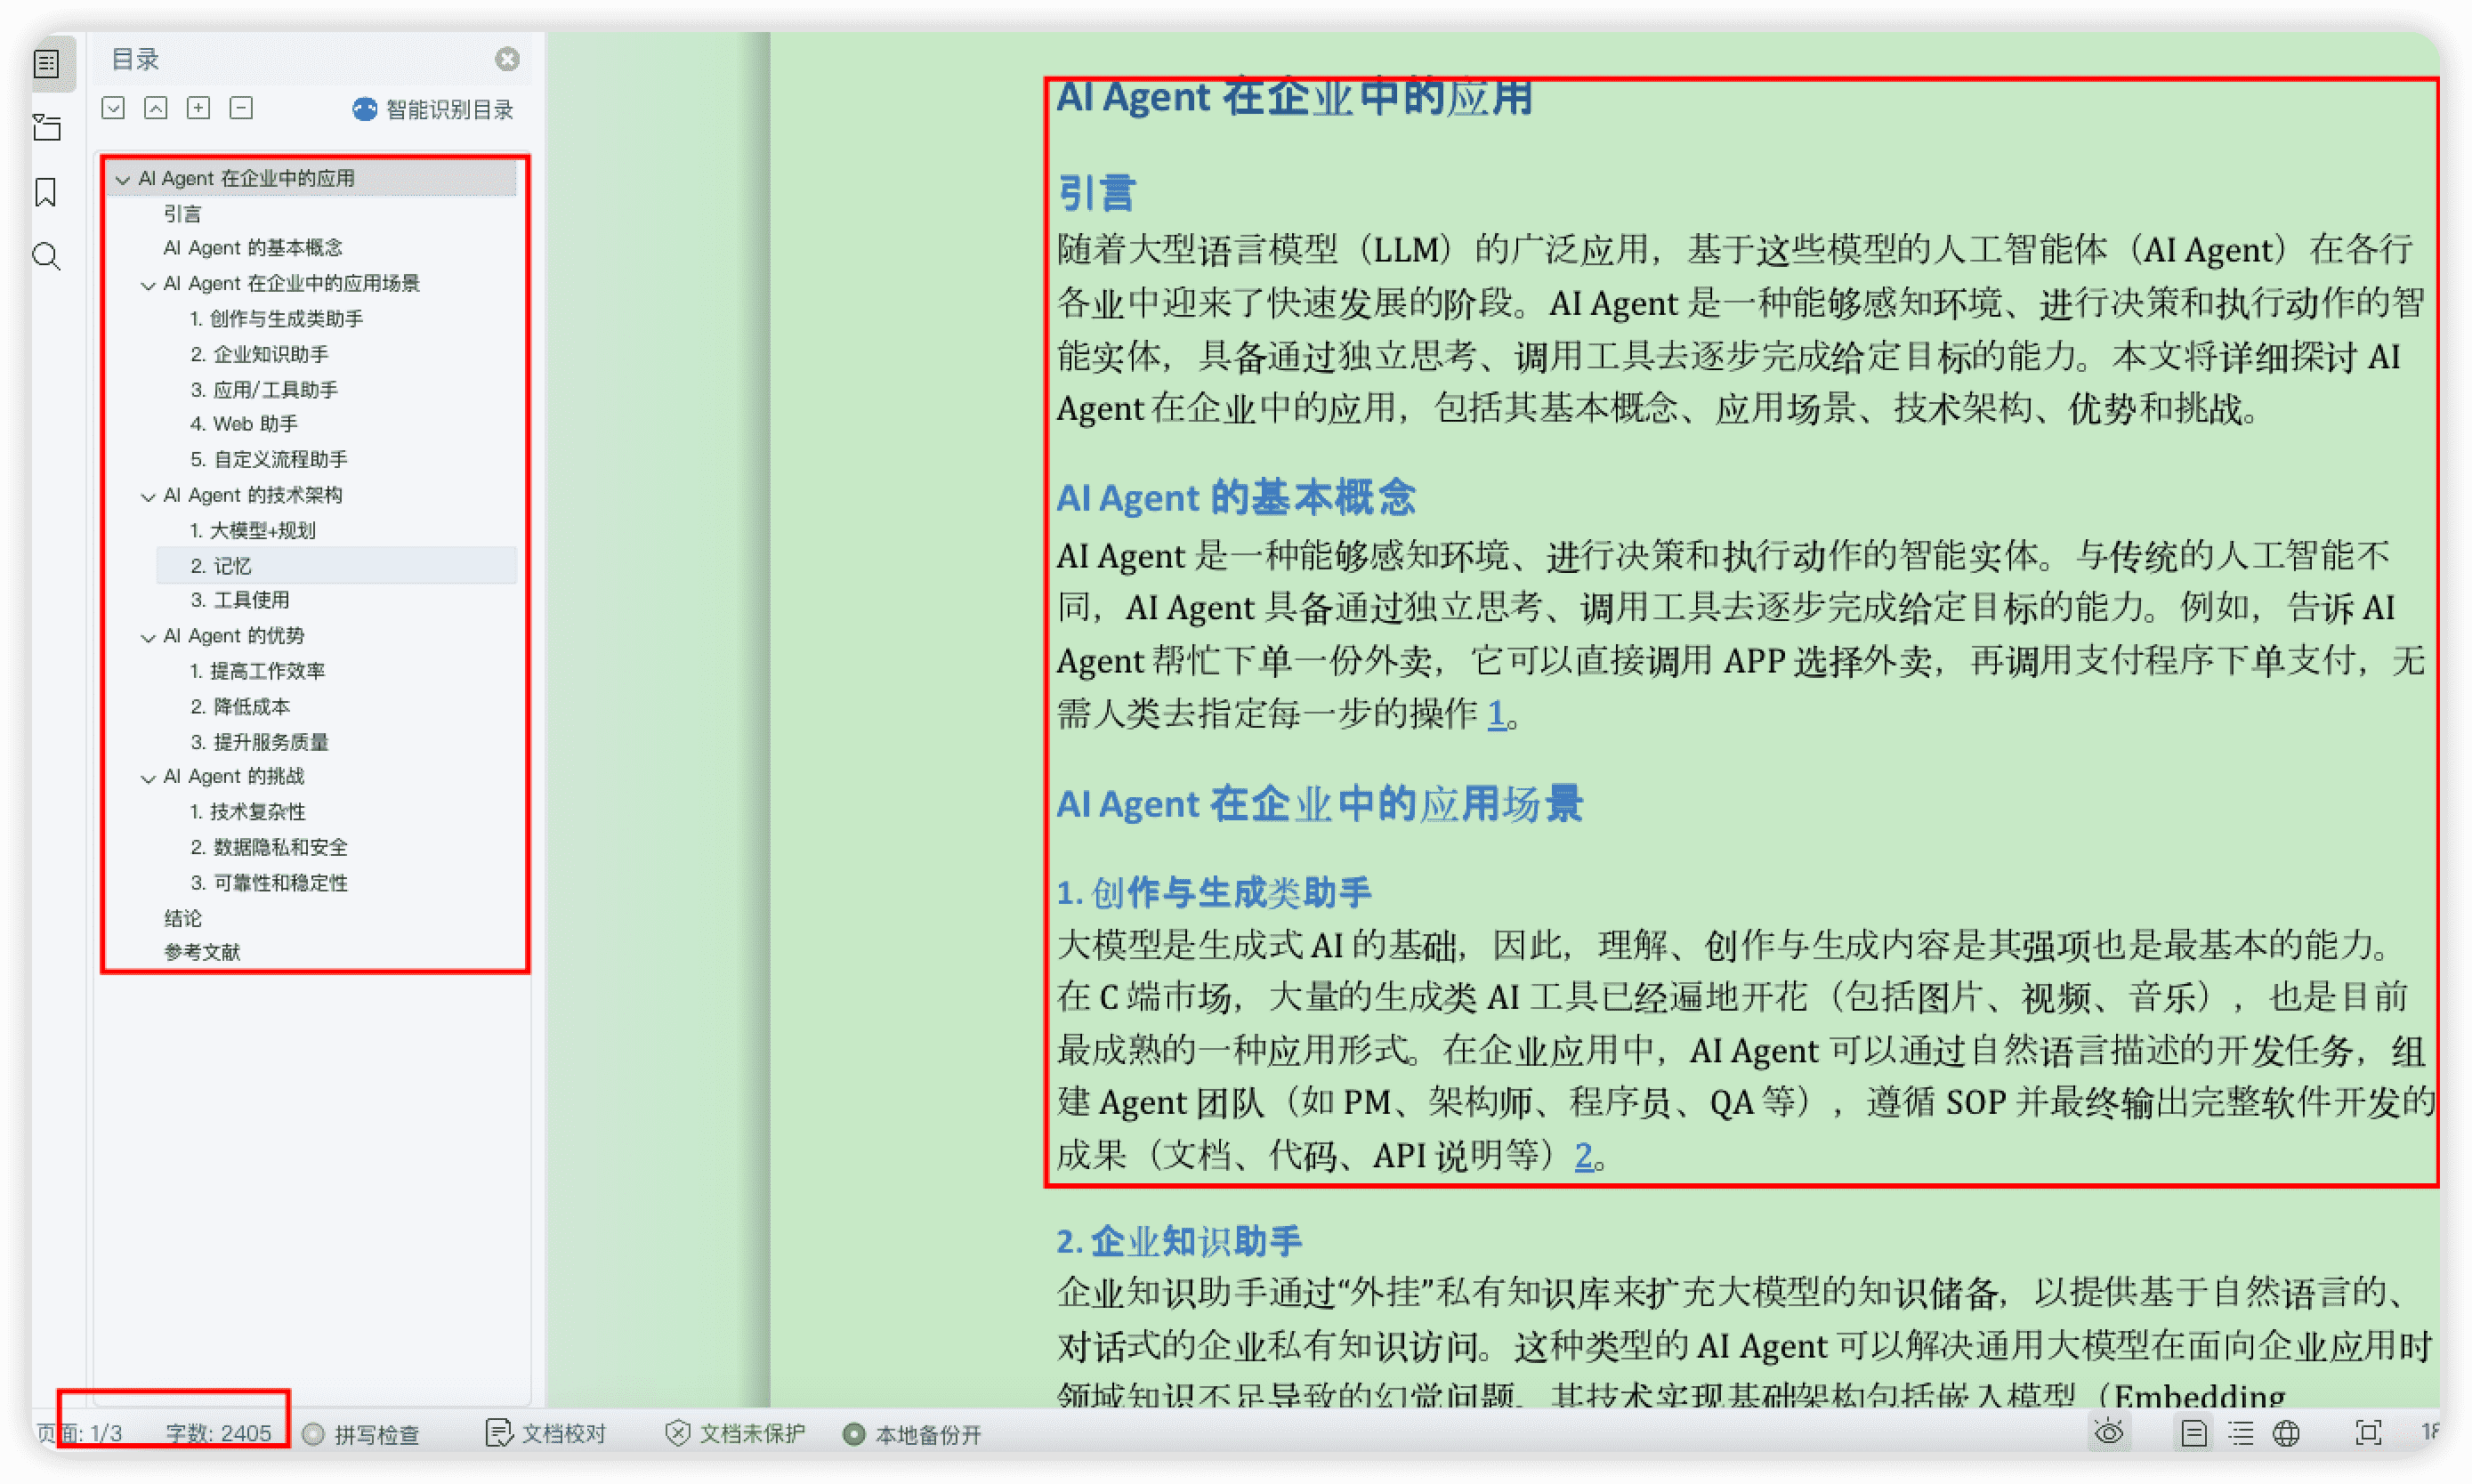 目录
智能识别目录
AI Agent 在企业中的应用
引言
AI Agent 的基本概念
AI Agent 在企业中的应用场景
1. 创作与生成类助手
2. 企业知识助手
3. 应用/工具助手
4. Web 助手
5. 自定义流程助手
AI Agent 的技术架构
1. 大模型+规划
2. 记忆
3. 工具使用
AI Agent 的优势
1. 提高工作效率
2. 降低成本
3. 提升服务质量
AI Agent 的挑战
1. 技术复杂性
2. 数据隐私和安全
3. 可靠性和稳定性
结论
参考文献
AI Agent 在企业中的应用
引言
随着大型语言模型（LLM）的广泛应用，基于这些模型的人工智能体（AI Agent）在各行
各业中迎来了快速发展的阶段。AI Agent 是一种能够感知环境、进行决策和执行动作的智
能实体，具备通过独立思考、调用工具去逐步完成给定目标的能力。本文将详细探讨 AI
Agent 在企业中的应用，包括其基本概念、应用场景、技术架构、优势和挑战。
AI Agent 的基本概念
AI Agent 是一种能够感知环境、进行决策和执行动作的智能实体。与传统的人工智能不
同，AI Agent 具备通过独立思考、调用工具去逐步完成给定目标的能力。例如，告诉 AI
Agent 帮忙下单一份外卖，它可以直接调用 APP 选择外卖，再调用支付程序下单支付，无
需人类去指定每一步的操作 1。
AI Agent 在企业中的应用场景
1. 创作与生成类助手
大模型是生成式 AI 的基础，因此，理解、创作与生成内容是其强项也是最基本的能力。
在 C 端市场，大量的生成类 AI 工具已经遍地开花（包括图片、视频、音乐），也是目前
最成熟的一种应用形式。在企业应用中，AI Agent 可以通过自然语言描述的开发任务，组
建 Agent 团队（如 PM、架构师、程序员、QA 等），遵循 SOP 并最终输出完整软件开发的
成果（文档、代码、API 说明等）2。
2. 企业知识助手
企业知识助手通过“外挂”私有知识库来扩充大模型的知识储备，以提供基于自然语言的、
对话式的企业私有知识访问。这种类型的 AI Agent 可以解决通用大模型在面向企业应用时
领域知识不足导致的幻觉问题。其技术实现基础架构包括嵌入模型（Embedding
页面: 1/3 字数: 2405 拼写检查 文档校对 文档未保护 本地备份开